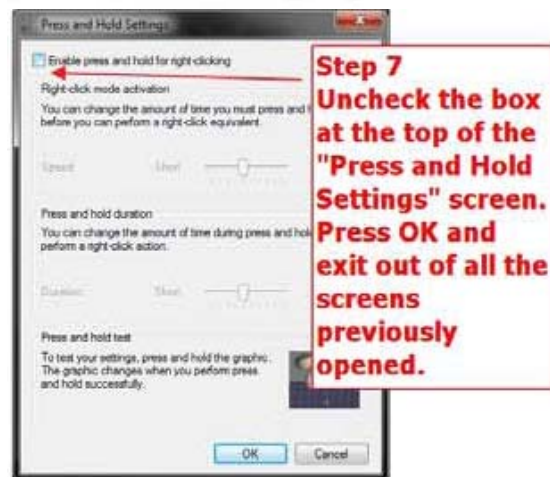 Press and Hold Settings
Enable press and hold for right-clicking
Right-click mode activation
You can change the amount of time you must press and
before you can perform a right-click equivalent.
Speed: Short
Press and hold duration
You can change the amount of time during press and hol
perform a right-click action.
Duration: Short
Press and hold test
To test your settings, press and hold the graphic.
The graphic changes when you perform press
and hold successfully.
OK Cancel
Step 7
Uncheck the box
at the top of the
"Press and Hold
Settings" screen.
Press OK and
exit out of all the
screens
previously
opened.